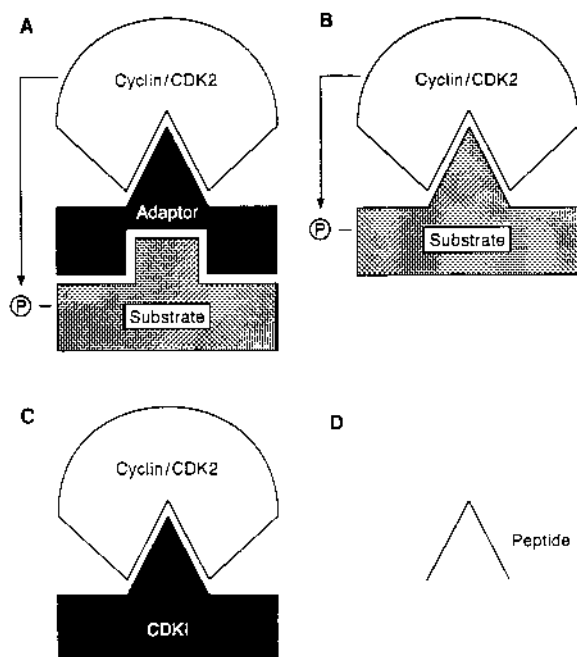 A
Cyclin/CDK2
Adaptor
P
Substrate
B
Cyclin/CDK2
P
Substrate
C
Cyclin/CDK2
CDKI
D
Peptide